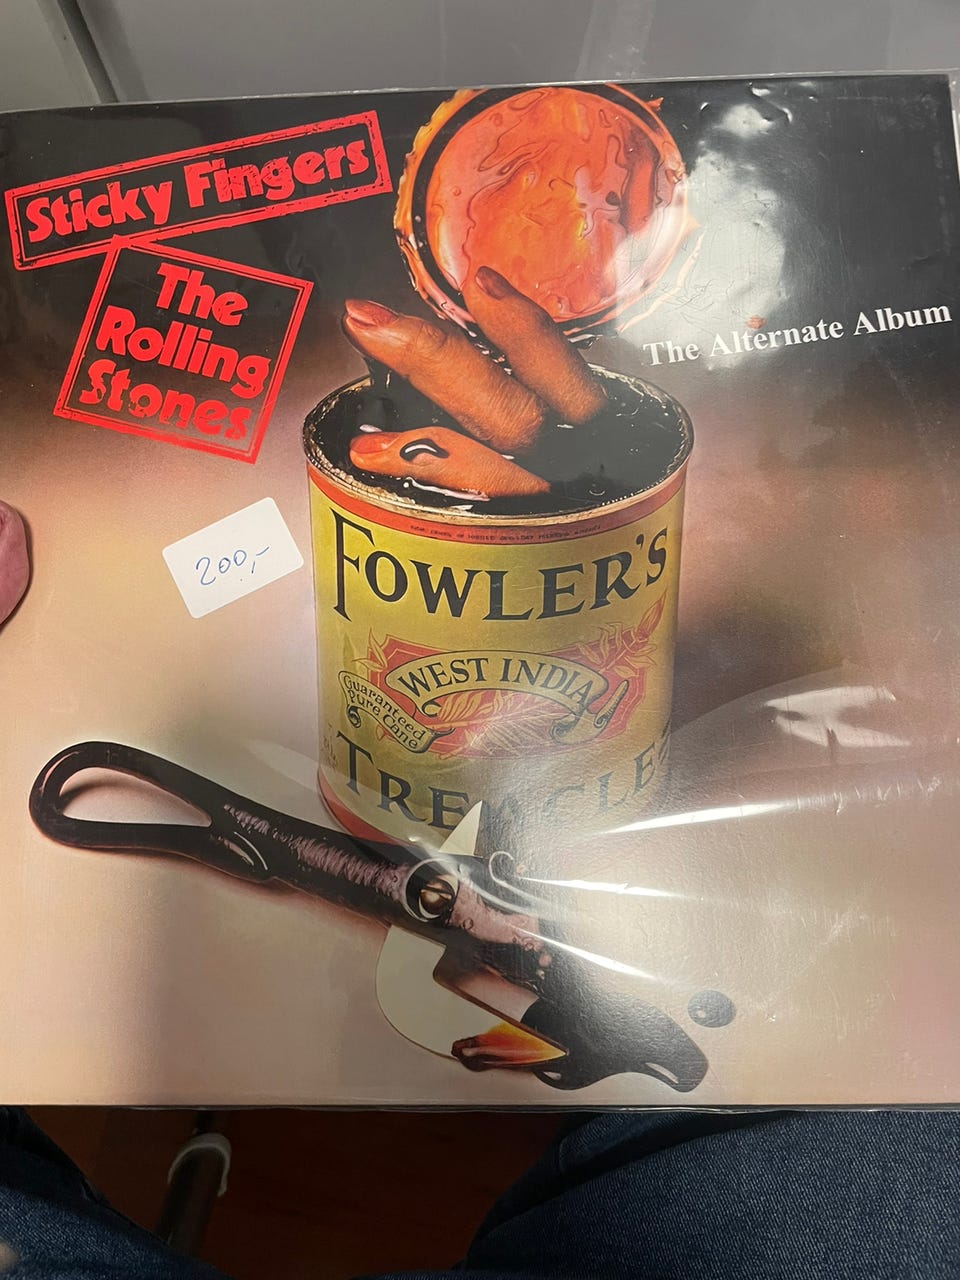 Sticky Fingers
The
Rolling
Stones
The Alternate Album
200,-
FOWLER'S
WEST INDIA
Guaranteed
Pure Cane
TREACLE